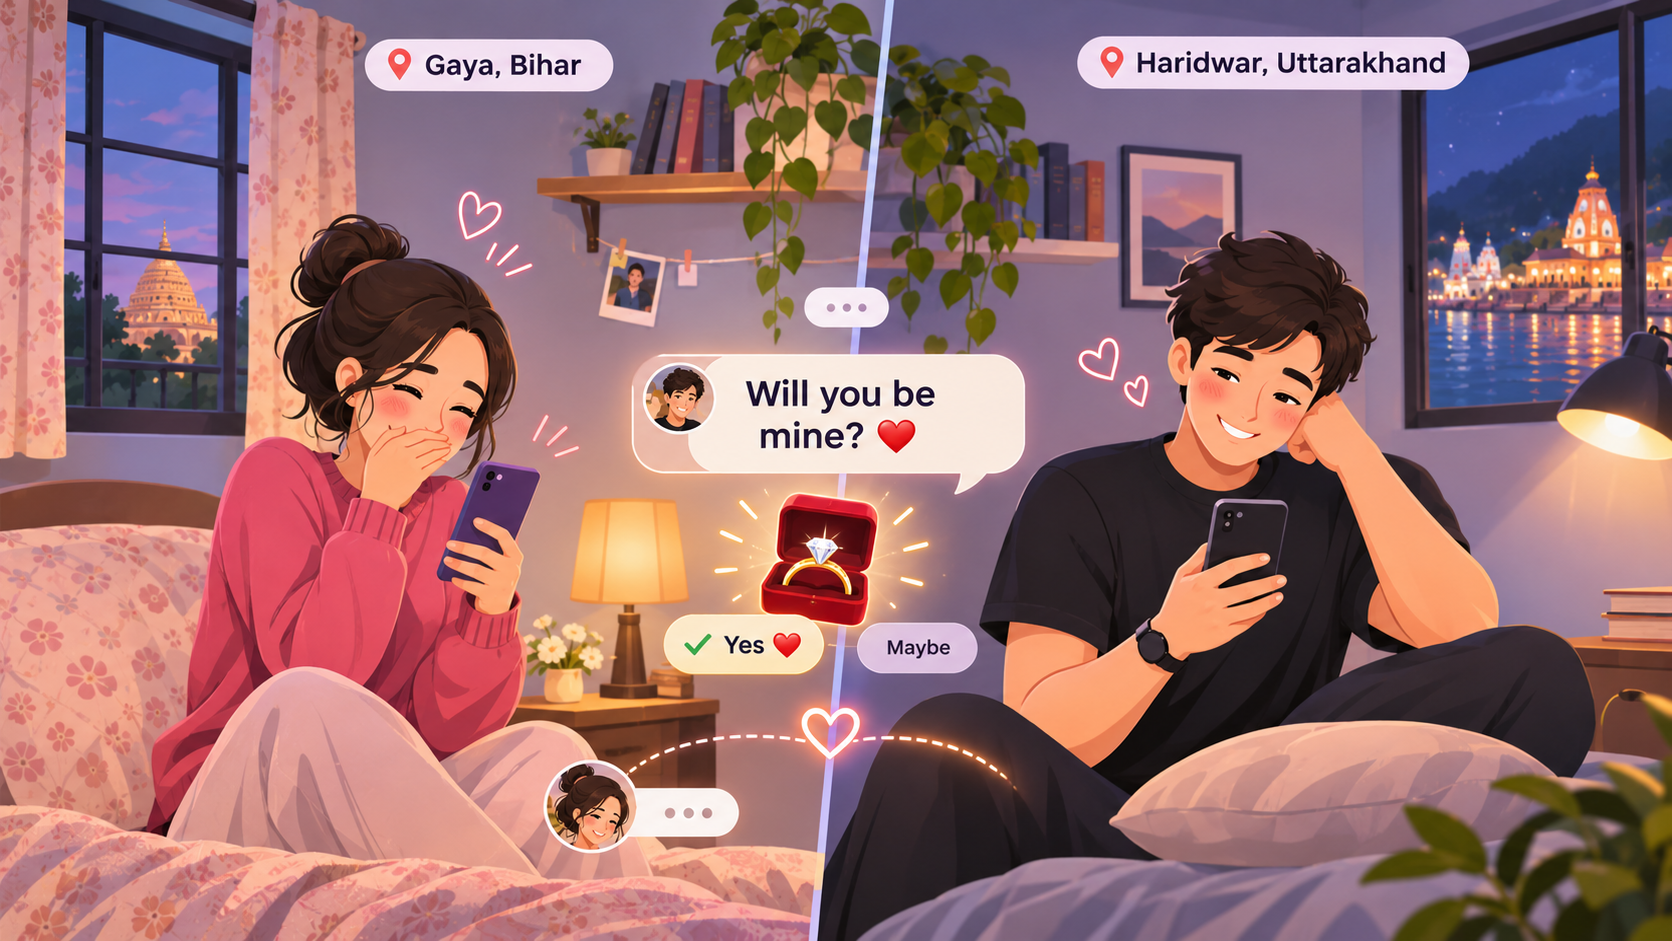 Gaya, Bihar
Haridwar, Uttarakhand
Will you be
mine? ❤️
Yes ❤️
Maybe